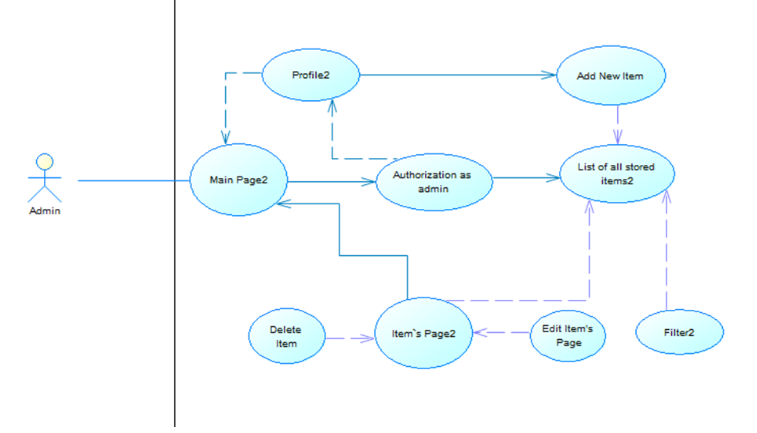 Profile2
Add New Item
Main Page2
Authorization as
admin
List of all stored
items2
Admin
Delete
Item
Item`s Page2
Edit Item's
Page
Filter2